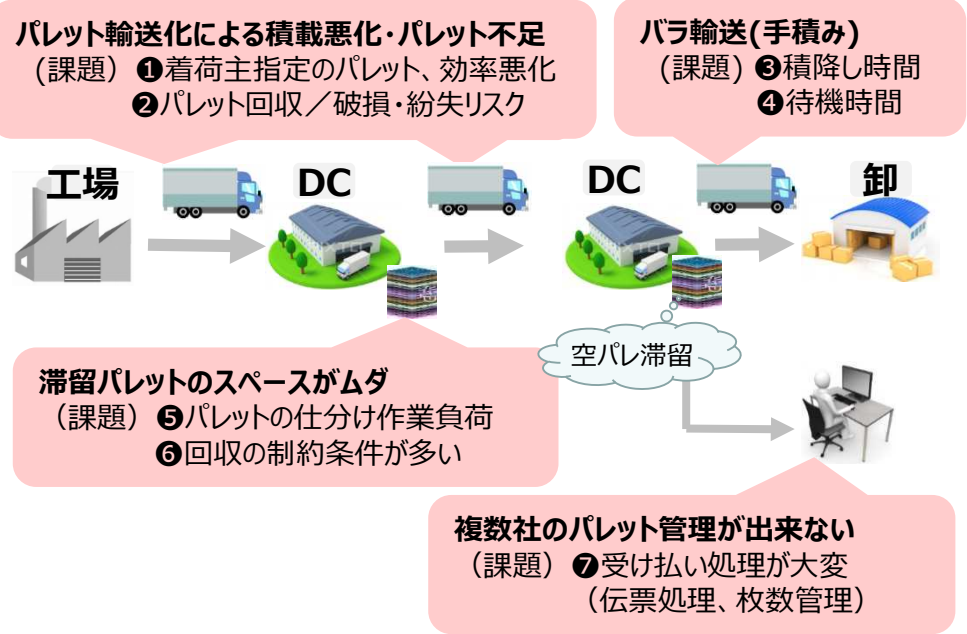 パレット輸送化による積載悪化・パレット不足
(課題) ❶着荷主指定のパレット、効率悪化
❷パレット回収／破損・紛失リスク
バラ輸送(手積み)
(課題) ❸積降し時間
❹待機時間
工場
DC
DC
卸
空パレ滞留
滞留パレットのスペースがムダ
（課題）❺パレットの仕分け作業負荷
❻回収の制約条件が多い
複数社のパレット管理が出来ない
（課題）❼受け払い処理が大変
（伝票処理、枚数管理）